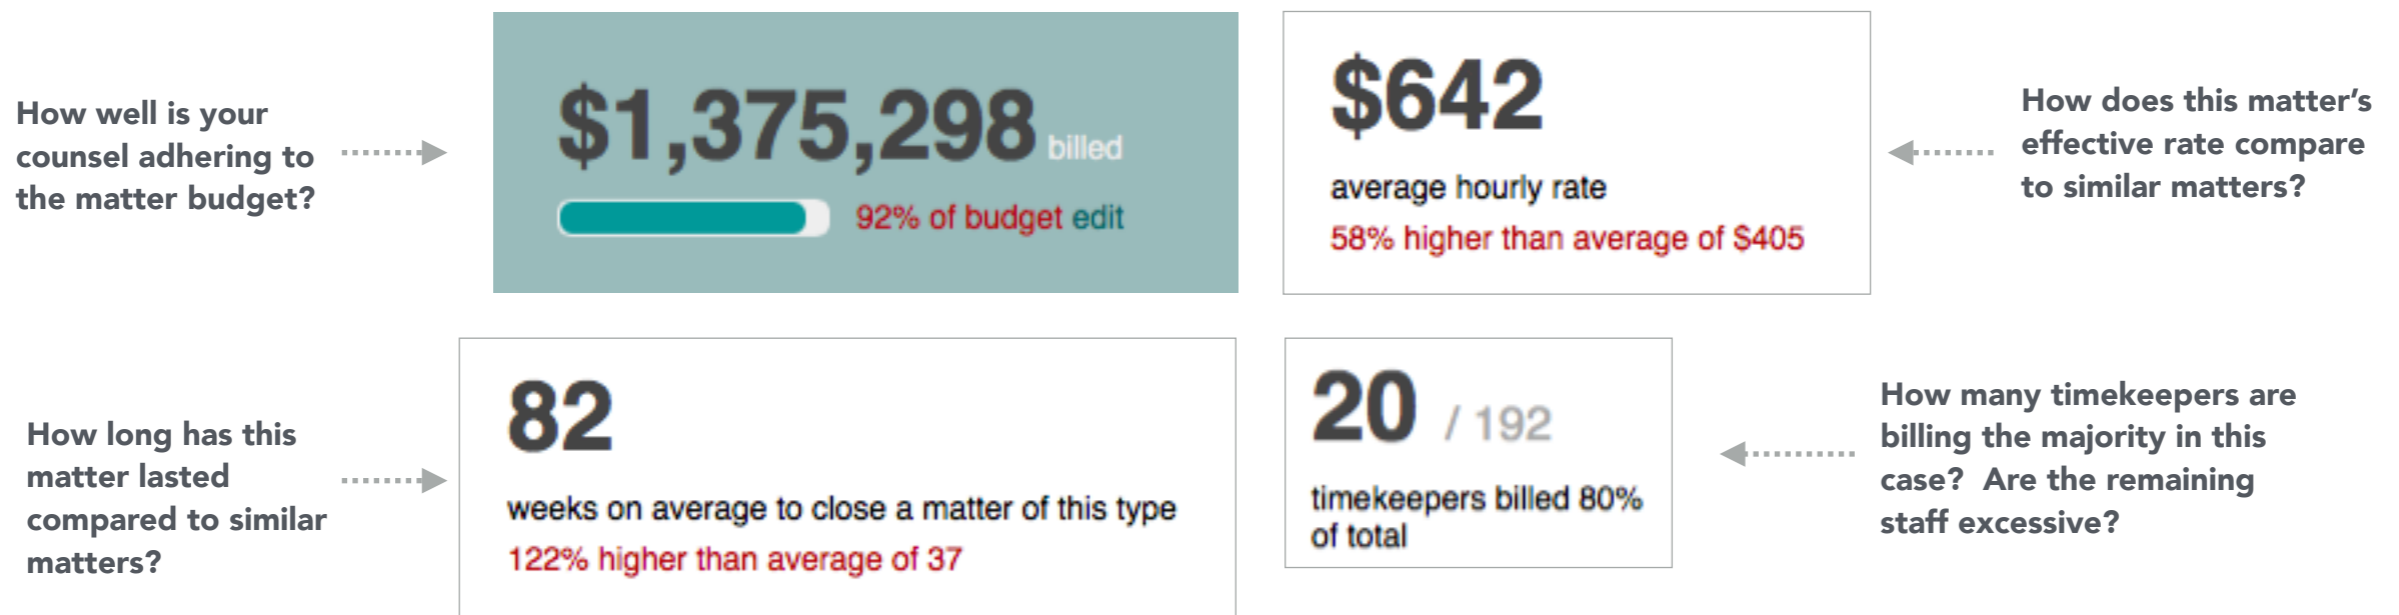 How well is your
counsel adhering to
the matter budget?
$1,375,298 billed
92% of budget edit
$642
average hourly rate
58% higher than average of $405
How does this matter’s
effective rate compare
to similar matters?
How long has this
matter lasted
compared to similar
matters?
82
weeks on average to close a matter of this type
122% higher than average of 37
20 / 192
timekeepers billed 80%
of total
How many timekeepers are
billing the majority in this
case?  Are the remaining
staff excessive?